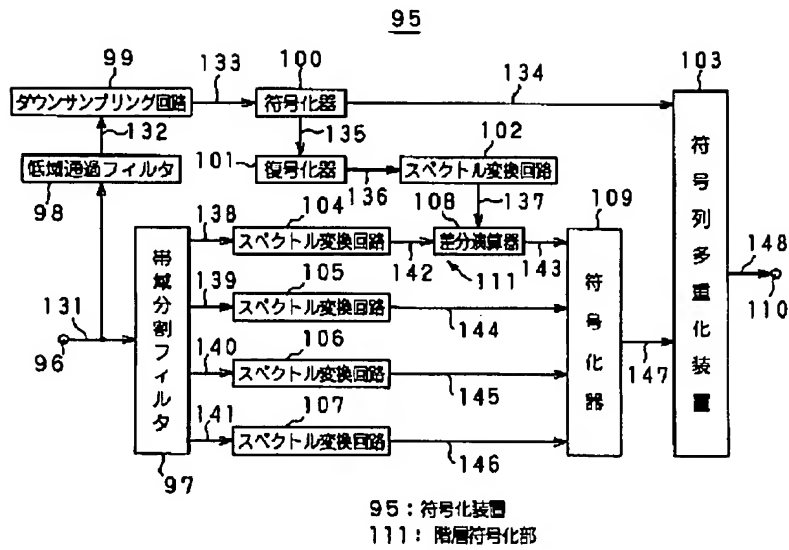 95
99
133
100
134
103
ダウンサンプリング回路
符号化器
132
135
102
101
復号化器
136
スペクトル変換回路
低域通過フィルタ
98
137
138
104
108
109
スペクトル変換回路
差分演算器
142
111
143
符号列多重化装置
148
110
139
105
スペクトル変換回路
144
帯域分割フィルタ
131
96
140
106
スペクトル変換回路
145
符号化器
147
141
107
スペクトル変換回路
146
97
95：符号化装置
111：階層符号化部